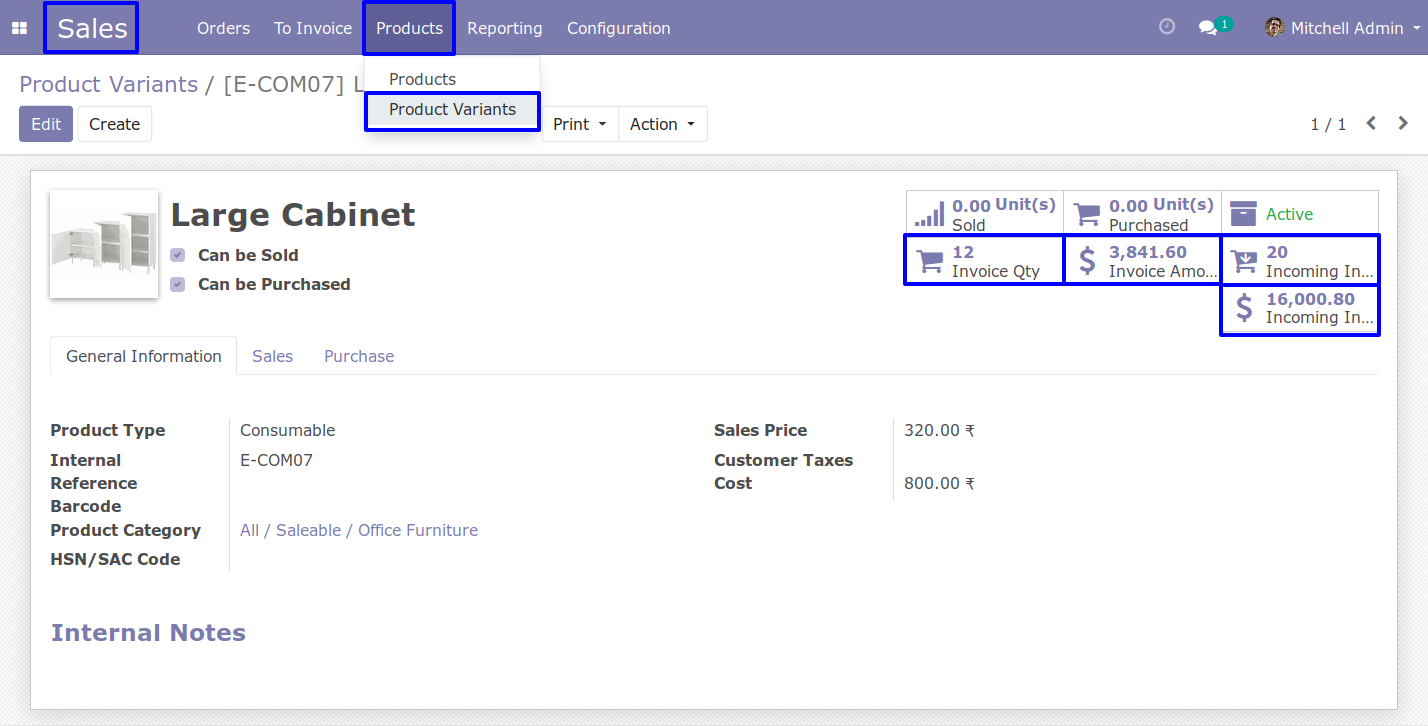 Sales Orders To Invoice Products Reporting Configuration 1 Mitchell Admin
Products
Product Variants
Product Variants / [E-COM07] L
Edit Create Print Action 1 / 1
Large Cabinet
Can be Sold
Can be Purchased
0.00 Unit(s)
Sold
0.00 Unit(s)
Purchased
Active
12
Invoice Qty
3,841.60
Invoice Amo...
20
Incoming In...
16,000.80
Incoming In...
General Information Sales Purchase
Product Type Consumable
Internal Reference E-COM07
Barcode
Product Category All / Saleable / Office Furniture
HSN/SAC Code
Sales Price 320.00 ₹
Customer Taxes
Cost 800.00 ₹
Internal Notes